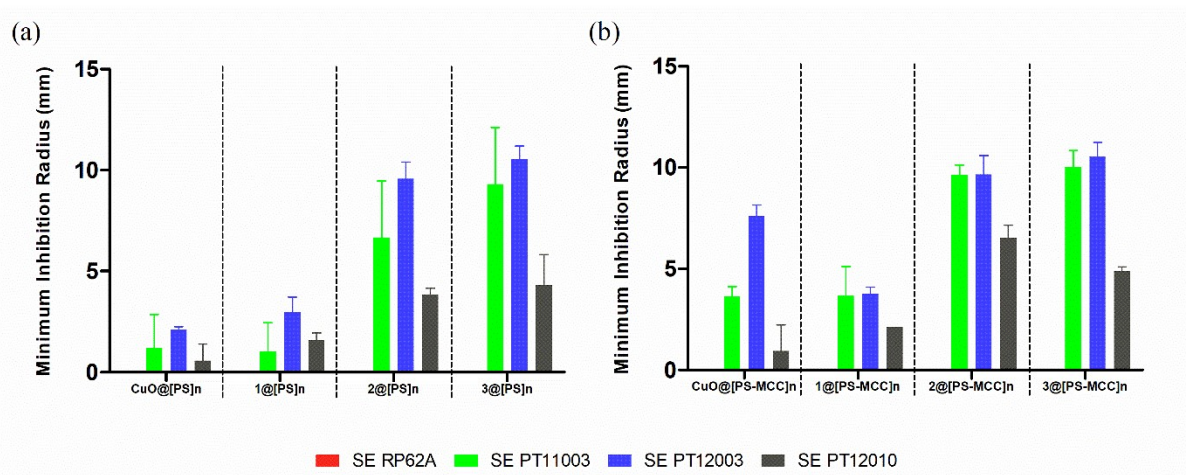 (a)
Minimum Inhibition Radius (mm)
15
10
5
0
CuO@[PS]n 1@[PS]n 2@[PS]n 3@[PS]n
(b)
Minimum Inhibition Radius (mm)
15
10
5
0
CuO@[PS-MCC]n 1@[PS-MCC]n 2@[PS-MCC]n 3@[PS-MCC]n
SE RP62A SE PT11003 SE PT12003 SE PT12010